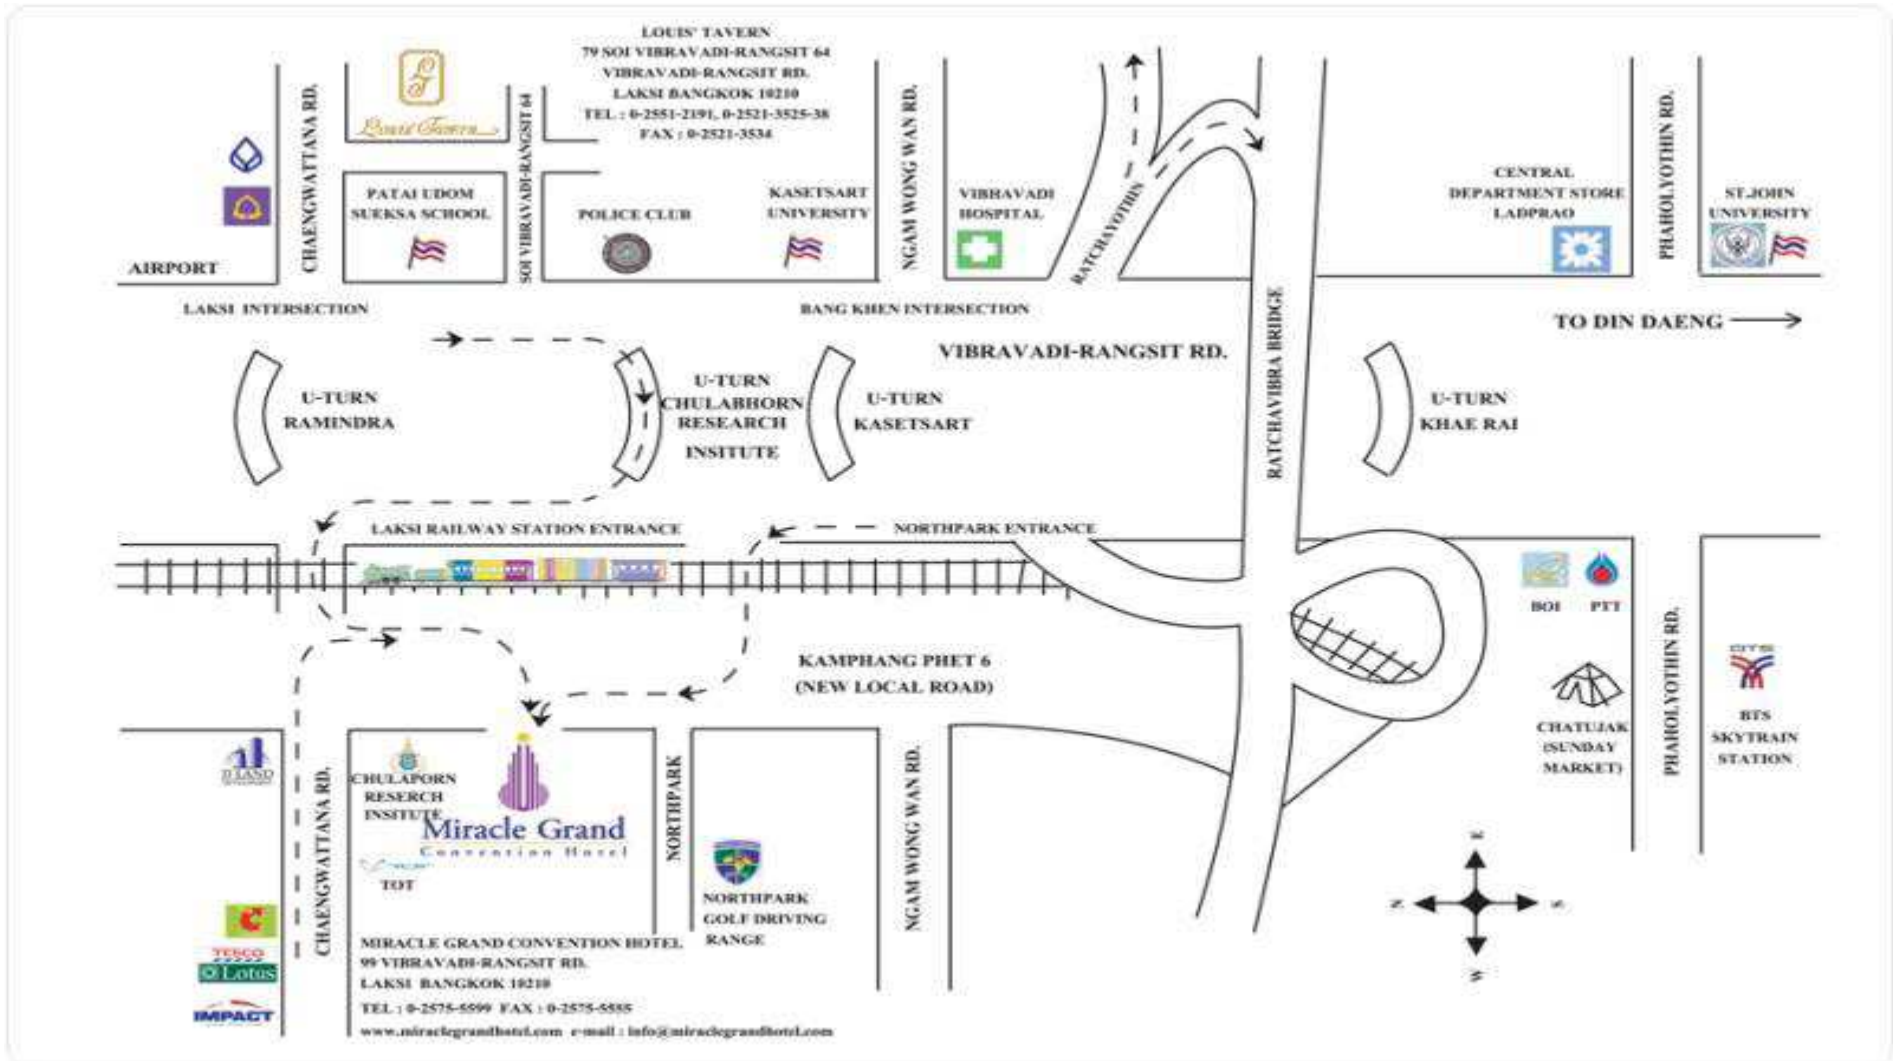 LOUIS' TAVERN
79 SOI VIBRAVADI-RANGSIT 64
VIBRAVADI-RANGSIT RD.
LAKSI BANGKOK 10210
TEL : 0-2551-2191, 0-2521-3525-38
FAX : 0-2521-3534
Louis' Tavern
CHAENGWATTANA RD.
SOI VIBRAVADI-RANGSIT 64
NGAM WONG WAN RD.
RATCHAYOTHIN
PHAHOLYOTHIN RD.
PATAI UDOM
SUEKSA SCHOOL
POLICE CLUB
KASETSART
UNIVERSITY
VIBHAVADI
HOSPITAL
CENTRAL
DEPARTMENT STORE
LADPRAO
ST.JOHN
UNIVERSITY
AIRPORT
LAKSI INTERSECTION
BANG KHEN INTERSECTION
TO DIN DAENG
VIBRAVADI-RANGSIT RD.
RATCHAVIBRA BRIDGE
U-TURN
RAMINDRA
U-TURN
CHULABHORN
RESEARCH
INSITUTE
U-TURN
KASETSART
U-TURN
KHAE RAI
LAKSI RAILWAY STATION ENTRANCE
NORTHPARK ENTRANCE
BOI
PTT
KAMPHANG PHET 6
(NEW LOCAL ROAD)
PHAHOLYOTHIN RD.
CHATUJAK
(SUNDAY
MARKET)
BTS
BTS
SKYTRAIN
STATION
CHAENGWATTANA RD.
CHULAPORN
RESERCH
INSITUTE
Miracle Grand
Convention Hotel
TOT
NORTHPARK
NORTHPARK
GOLF DRIVING
RANGE
NGAM WONG WAN RD.
E
N
S
W
TESCO
Lotus
IMPACT
MIRACLE GRAND CONVENTION HOTEL
99 VIBRAVADI-RANGSIT RD.
LAKSI BANGKOK 10210
TEL : 0-2575-5599 FAX : 0-2575-5555
www.miraclegrandhotel.com e-mail : info@miraclegrandhotel.com